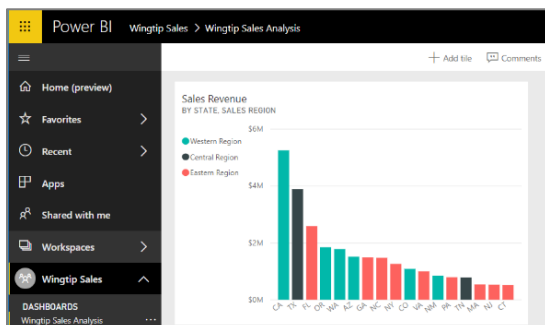 Power BI Wingtip Sales > Wingtip Sales Analysis
+ Add tile Comments
Home (preview)
Favorites
Recent
Apps
Shared with me
Workspaces
Wingtip Sales
DASHBOARDS
Wingtip Sales Analysis ...
Sales Revenue
BY STATE, SALES REGION
Western Region
Central Region
Eastern Region
$6M
$4M
$2M
$0M
CA TX FL OR WA AZ GA NC NY CO VA NM PA TN MA NJ CT